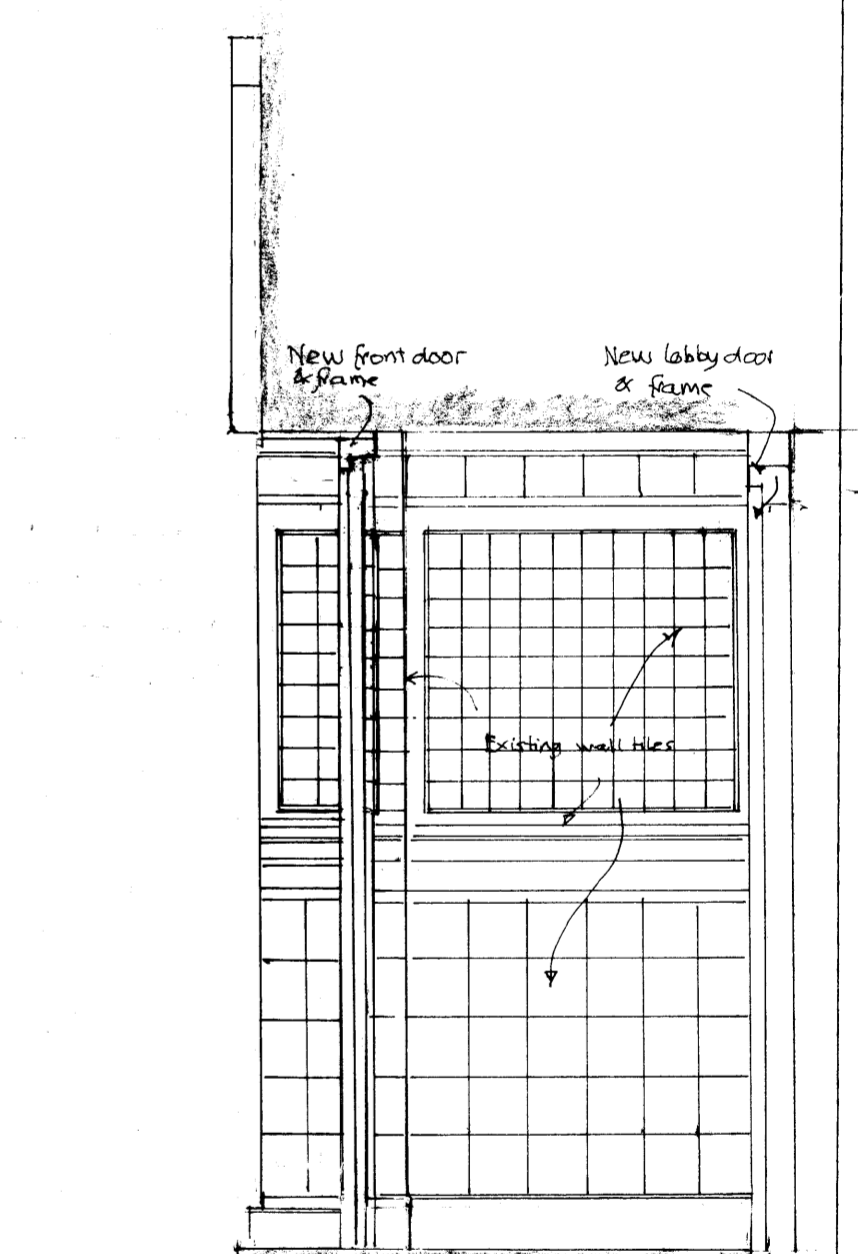 New front door
& frame
New lobby door
& frame
Existing wall tiles